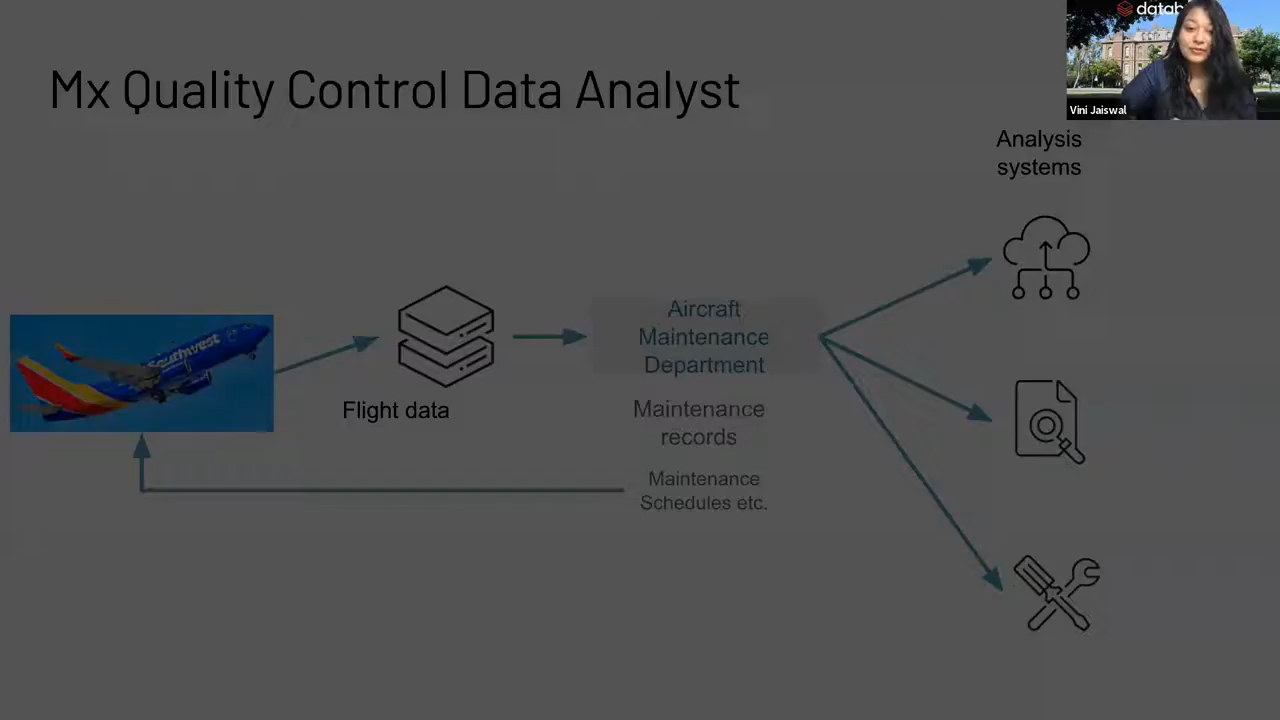 Mx Quality Control Data Analyst
Vini Jaiswal
Analysis
systems
Southwest
Aircraft
Maintenance
Department
Flight data
Maintenance
records
Maintenance
Schedules etc.